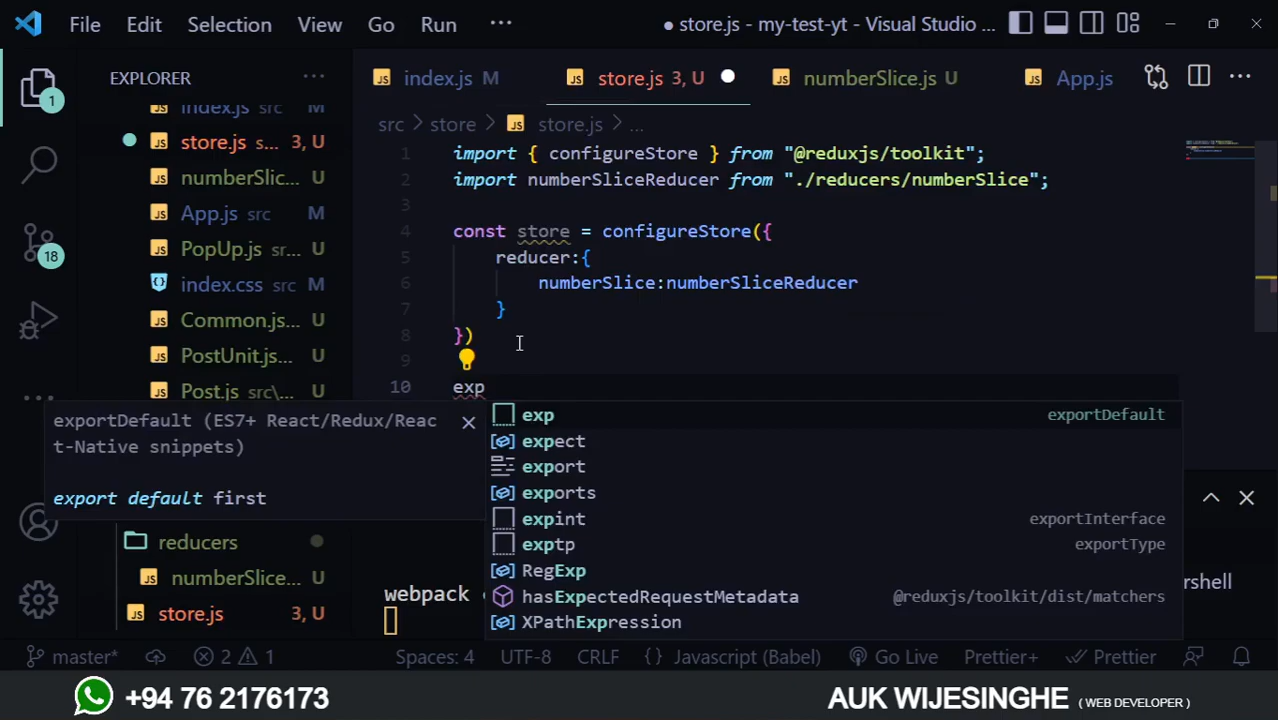 File Edit Selection View Go Run ··· ● store.js - my-test-yt - Visual Studio ...
EXPLORER ···
index.js M
store.js 3, U
numberSlice.js U
App.js
···
1
index.js src
store.js s... 3, U
numberSlic... U
App.js src M
PopUp.js U
index.css M
Common.js U
PostUnit.... U
Post.js src\ U
18
src > store > store.js ...
1 import { configureStore } from "@reduxjs/toolkit";
2 import numberSliceReducer from "./reducers/numberSlice";
3
4 const store = configureStore({
5 reducer:{
6 numberSlice:numberSliceReducer
7 }
8 })
9
10 exp
exportDefault (ES7+ React/Redux/Reac
t-Native snippets)
export default first
exp exportDefault
expect
export
exports
expint exportInterface
exptp exportType
RegExp
hasExpectedRequestMetadata @reduxjs/toolkit/dist/matchers
XPathExpression
reducers
numberSlice... U
store.js 3, U
webpack
ershell
master* 2 1 Spaces: 4 UTF-8 CRLF {} Javascript (Babel) Go Live Prettier+ Prettier
+94 76 2176173
AUK WIJESINGHE ( WEB DEVELOPER )